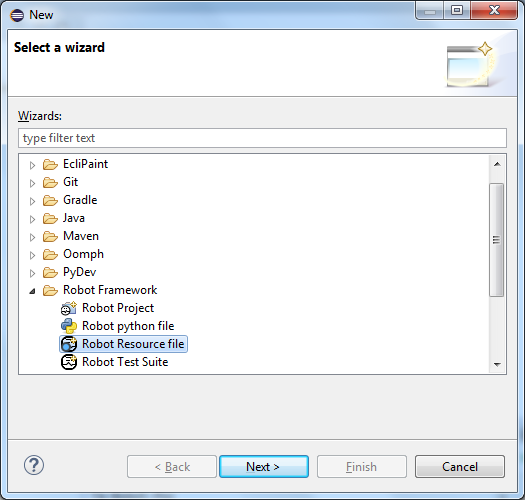 New
Select a wizard
Wizards:
type filter text
EcliPaint
Git
Gradle
Java
Maven
Oomph
PyDev
Robot Framework
Robot Project
Robot python file
Robot Resource file
Robot Test Suite
?
< Back
Next >
Finish
Cancel